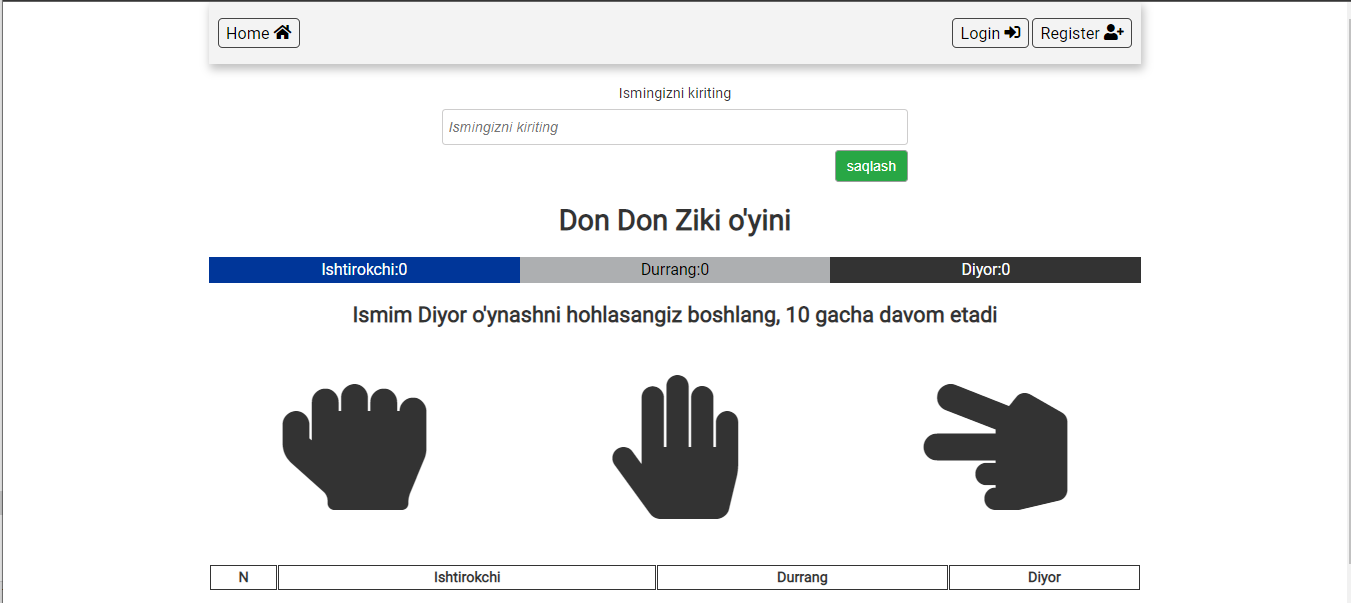 Home
Login
Register
Ismingizni kiriting
Ismingizni kiriting
saqlash
Don Don Ziki o'yini
Ishtirokchi:0
Durrang:0
Diyor:0
Ismim Diyor o'ynashni hohlasangiz boshlang, 10 gacha davom etadi
N
Ishtirokchi
Durrang
Diyor